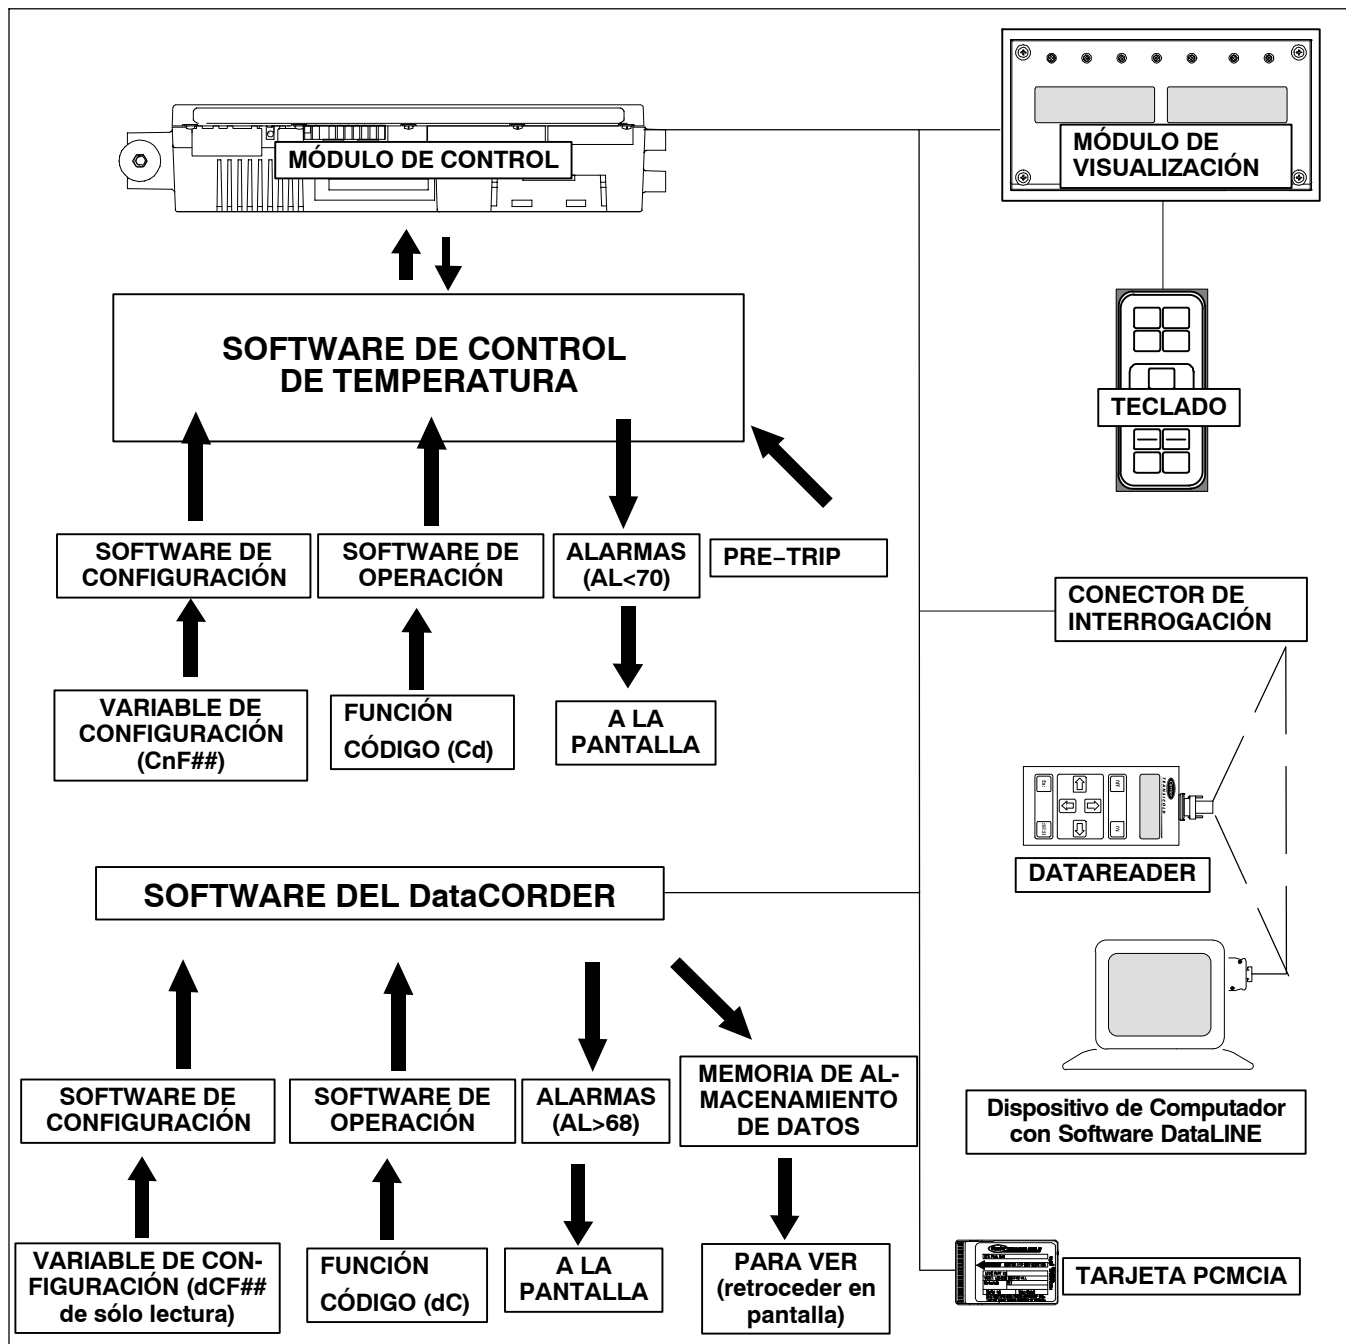 MÓDULO DE CONTROL
MÓDULO DE
VISUALIZACIÓN
SOFTWARE DE CONTROL
DE TEMPERATURA
TECLADO
SOFTWARE DE
CONFIGURACIÓN
SOFTWARE DE
OPERACIÓN
ALARMAS
(AL<70)
PRE–TRIP
CONECTOR DE
INTERROGACIÓN
VARIABLE DE
CONFIGURACIÓN
(CnF##)
FUNCIÓN
CÓDIGO (Cd)
A LA
PANTALLA
DATAREADER
SOFTWARE DEL DataCORDER
SOFTWARE DE
CONFIGURACIÓN
SOFTWARE DE
OPERACIÓN
ALARMAS
(AL>68)
MEMORIA DE AL-
MACENAMIENTO
DE DATOS
Dispositivo de Computador
con Software DataLINE
VARIABLE DE CON-
FIGURACIÓN (dCF##
de sólo lectura)
FUNCIÓN
CÓDIGO (dC)
A LA
PANTALLA
PARA VER
(retroceder en
pantalla)
TARJETA PCMCIA